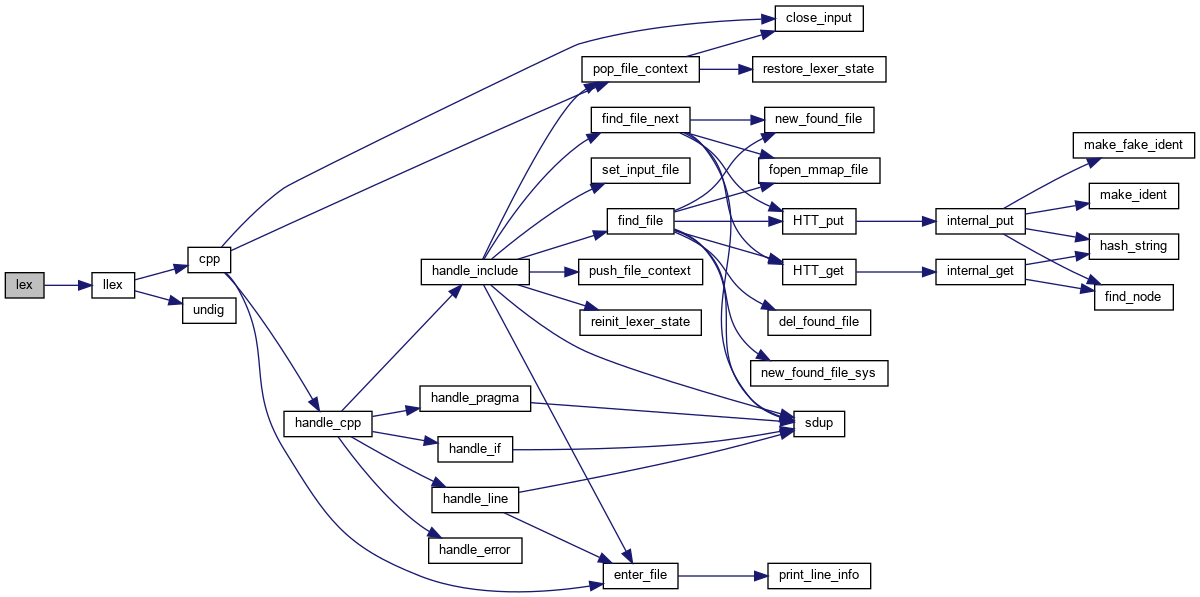 lex
llex
cpp
undig
handle_cpp
handle_include
handle_pragma
handle_if
handle_line
handle_error
pop_file_context
find_file_next
set_input_file
find_file
push_file_context
reinit_lexer_state
enter_file
close_input
restore_lexer_state
new_found_file
fopen_mmap_file
HTT_put
HTT_get
del_found_file
new_found_file_sys
sdup
print_line_info
internal_put
internal_get
make_fake_ident
make_ident
hash_string
find_node